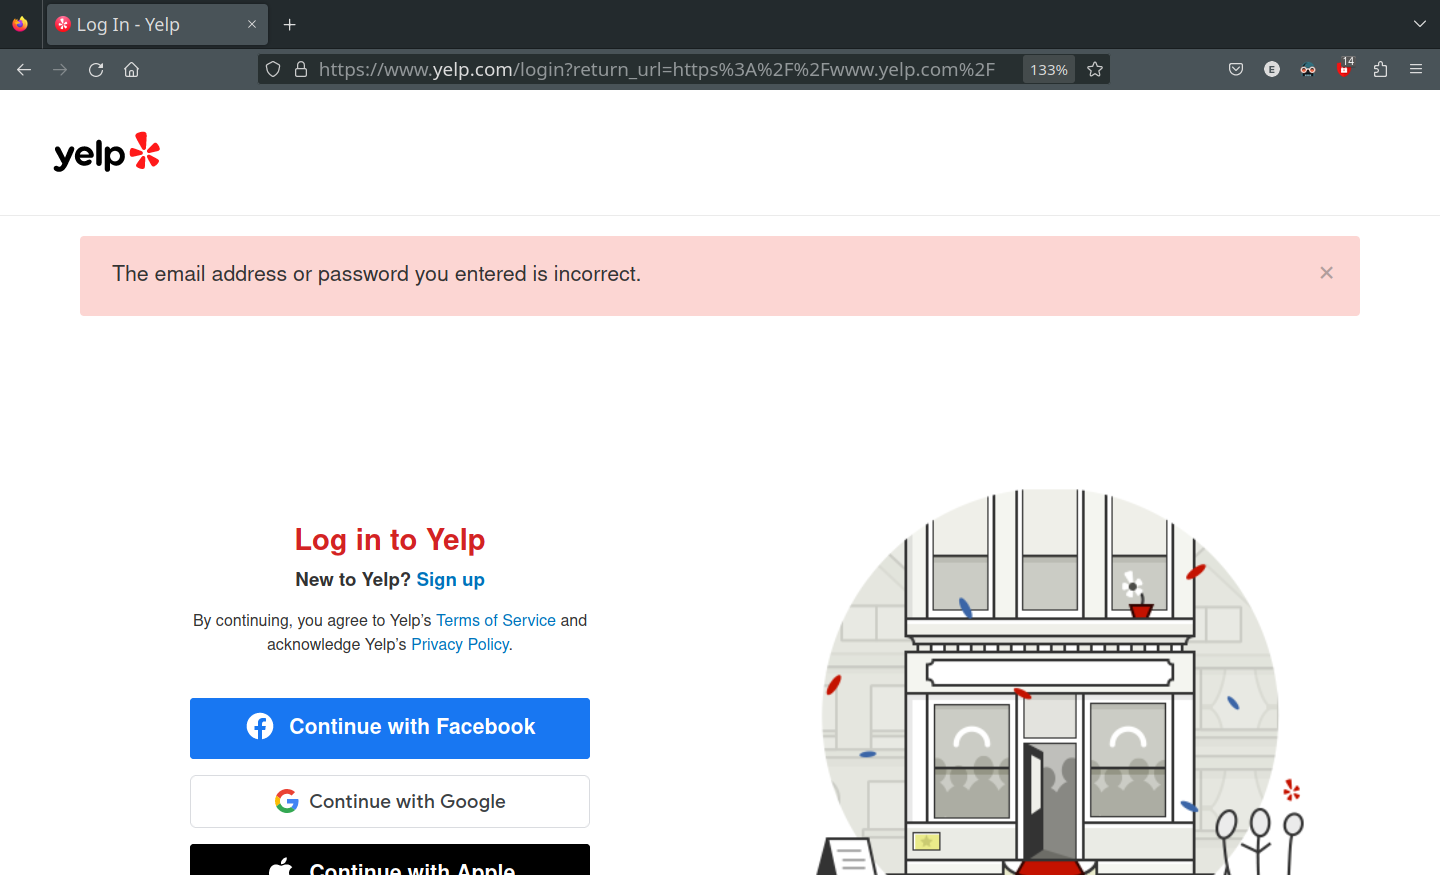 Log In - Yelp
https://www.yelp.com/login?return_url=https%3A%2F%2Fwww.yelp.com%2F
133%
E
14
yelp
The email address or password you entered is incorrect.
Log in to Yelp
New to Yelp? Sign up
By continuing, you agree to Yelp's Terms of Service and
acknowledge Yelp's Privacy Policy.
Continue with Facebook
Continue with Google
Continue with Apple